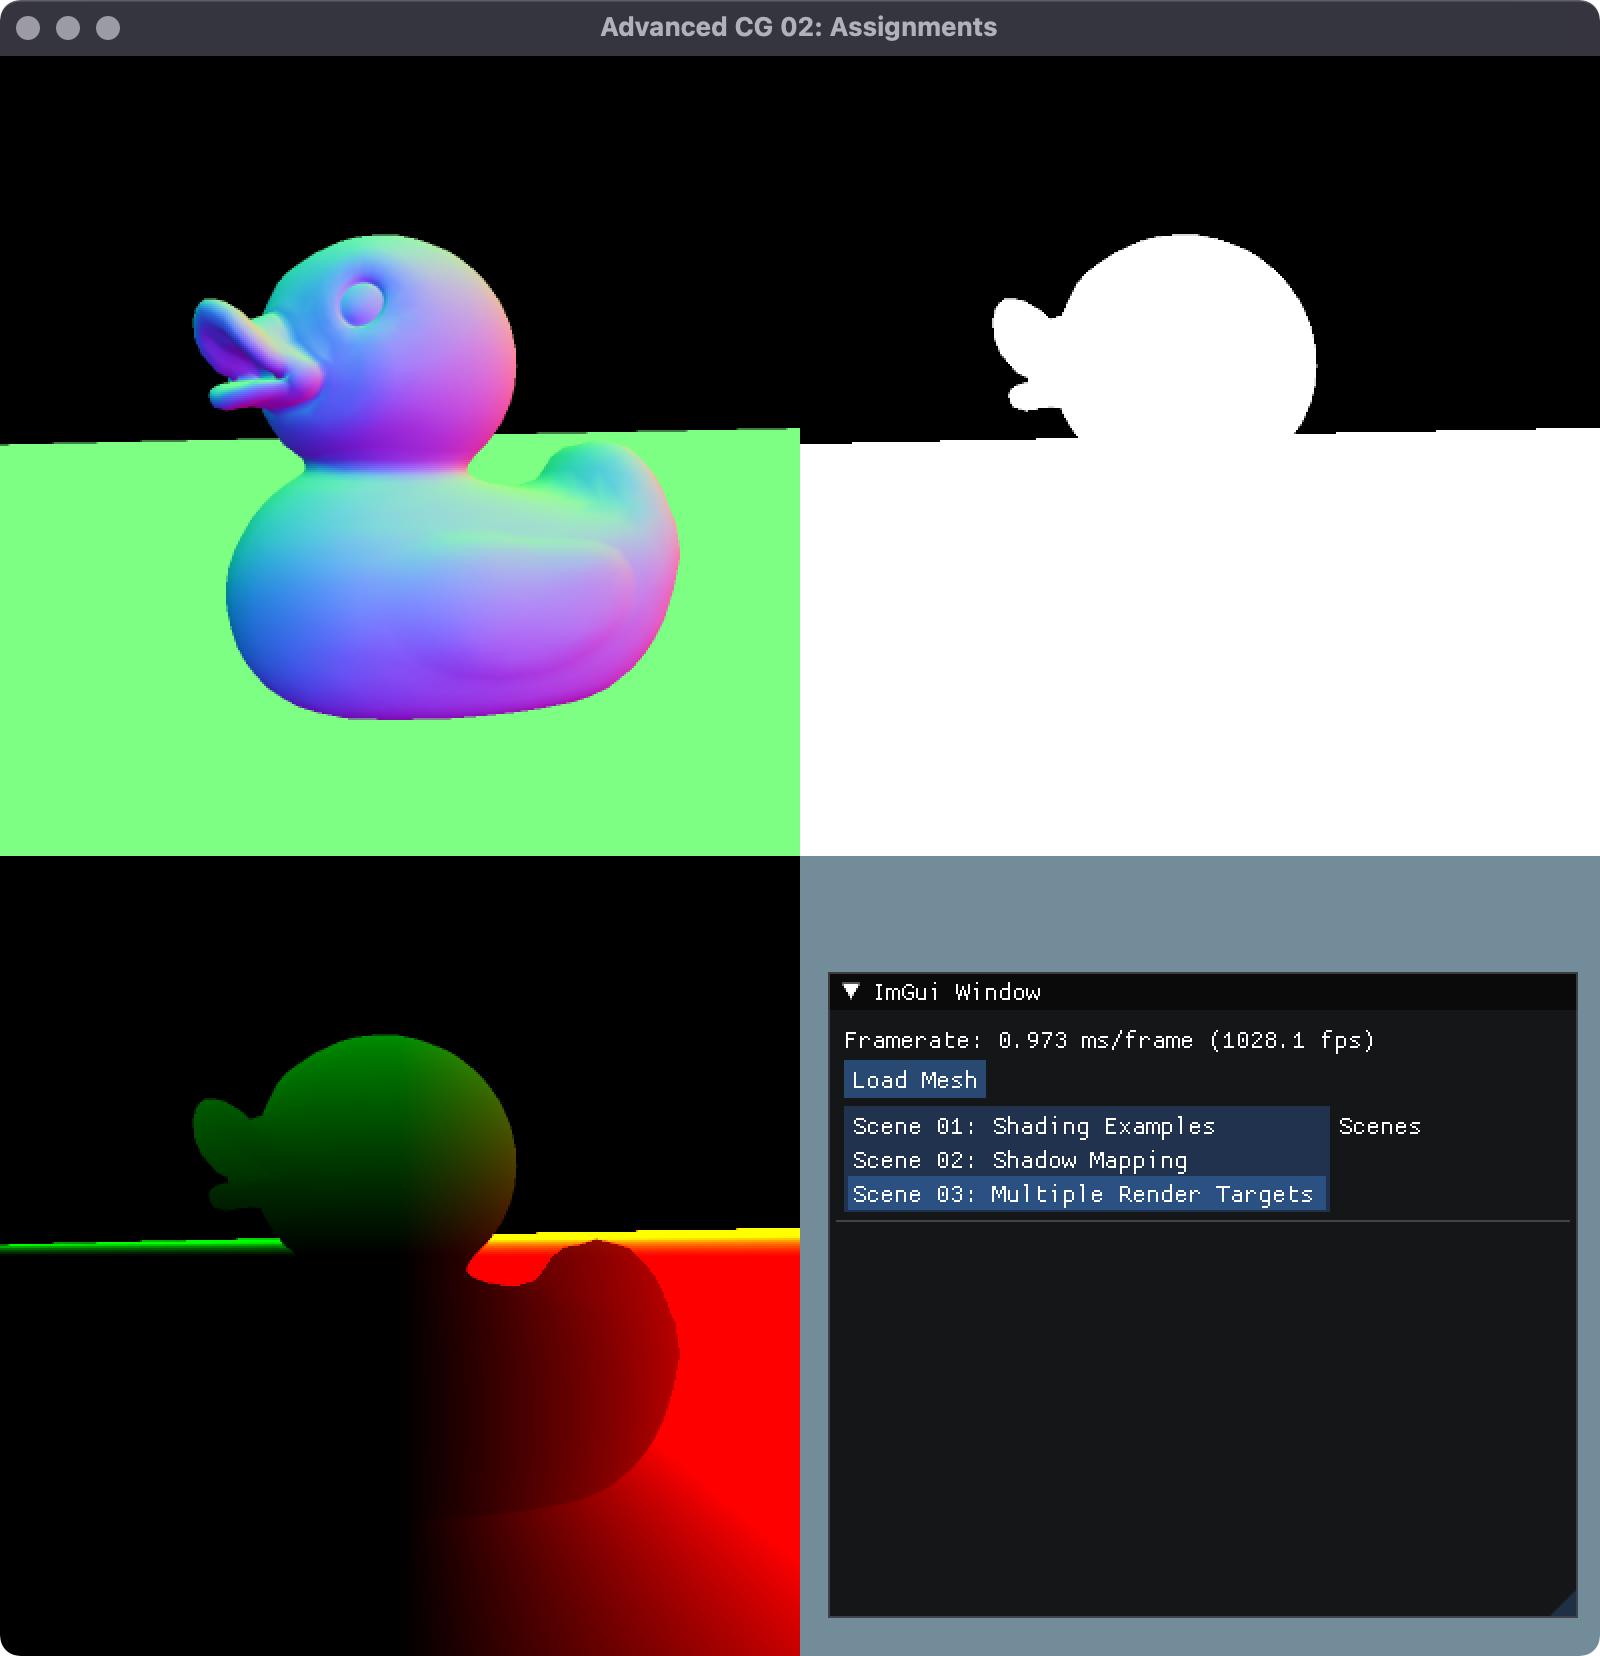 Advanced CG 02: Assignments
ImGui Window
Framerate: 0.973 ms/frame (1028.1 fps)
Load Mesh
Scene 01: Shading Examples Scenes
Scene 02: Shadow Mapping
Scene 03: Multiple Render Targets